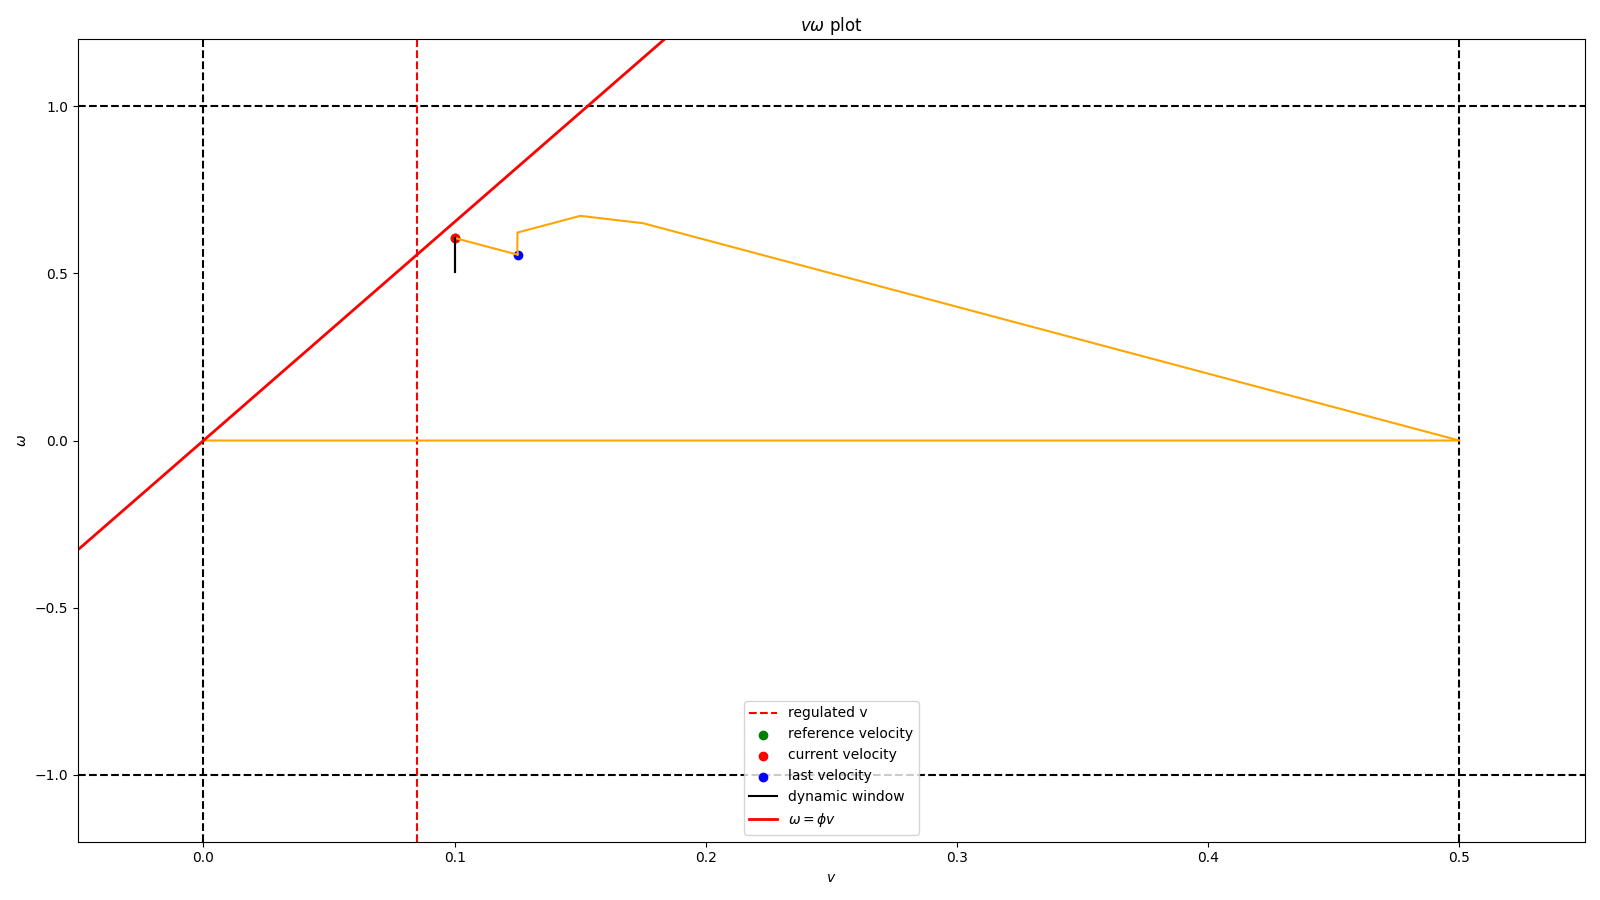 vω plot
1.0
0.5
0.0
−0.5
−1.0
ω
0.0 0.1 0.2 0.3 0.4 0.5
v
regulated v
reference velocity
current velocity
last velocity
dynamic window
ω = ϕv